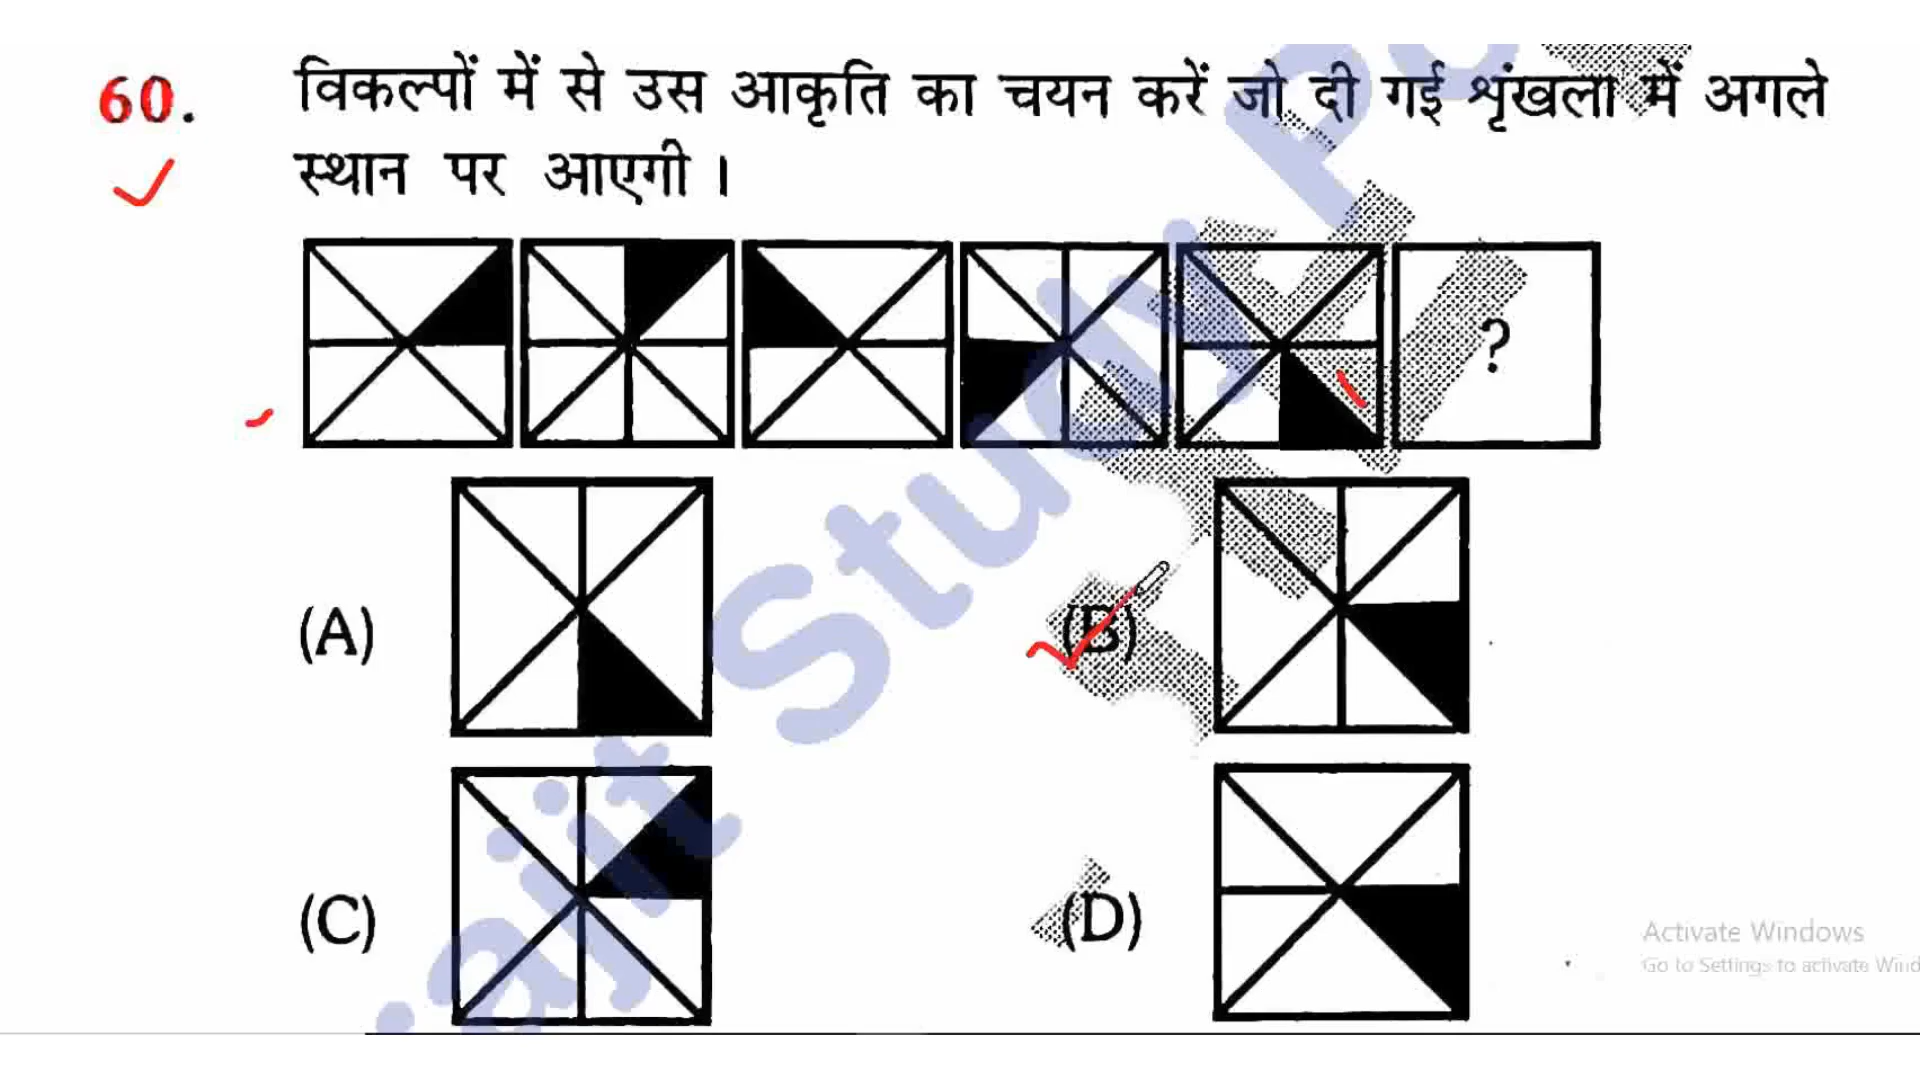 60. विकल्पों में से उस आकृति का चयन करें जो दी गई शृंखला में अगले
स्थान पर आएगी ।
?
(A)
(B)
(C)
(D)
Study
Activate Windows
Go to Settings to activate Wind